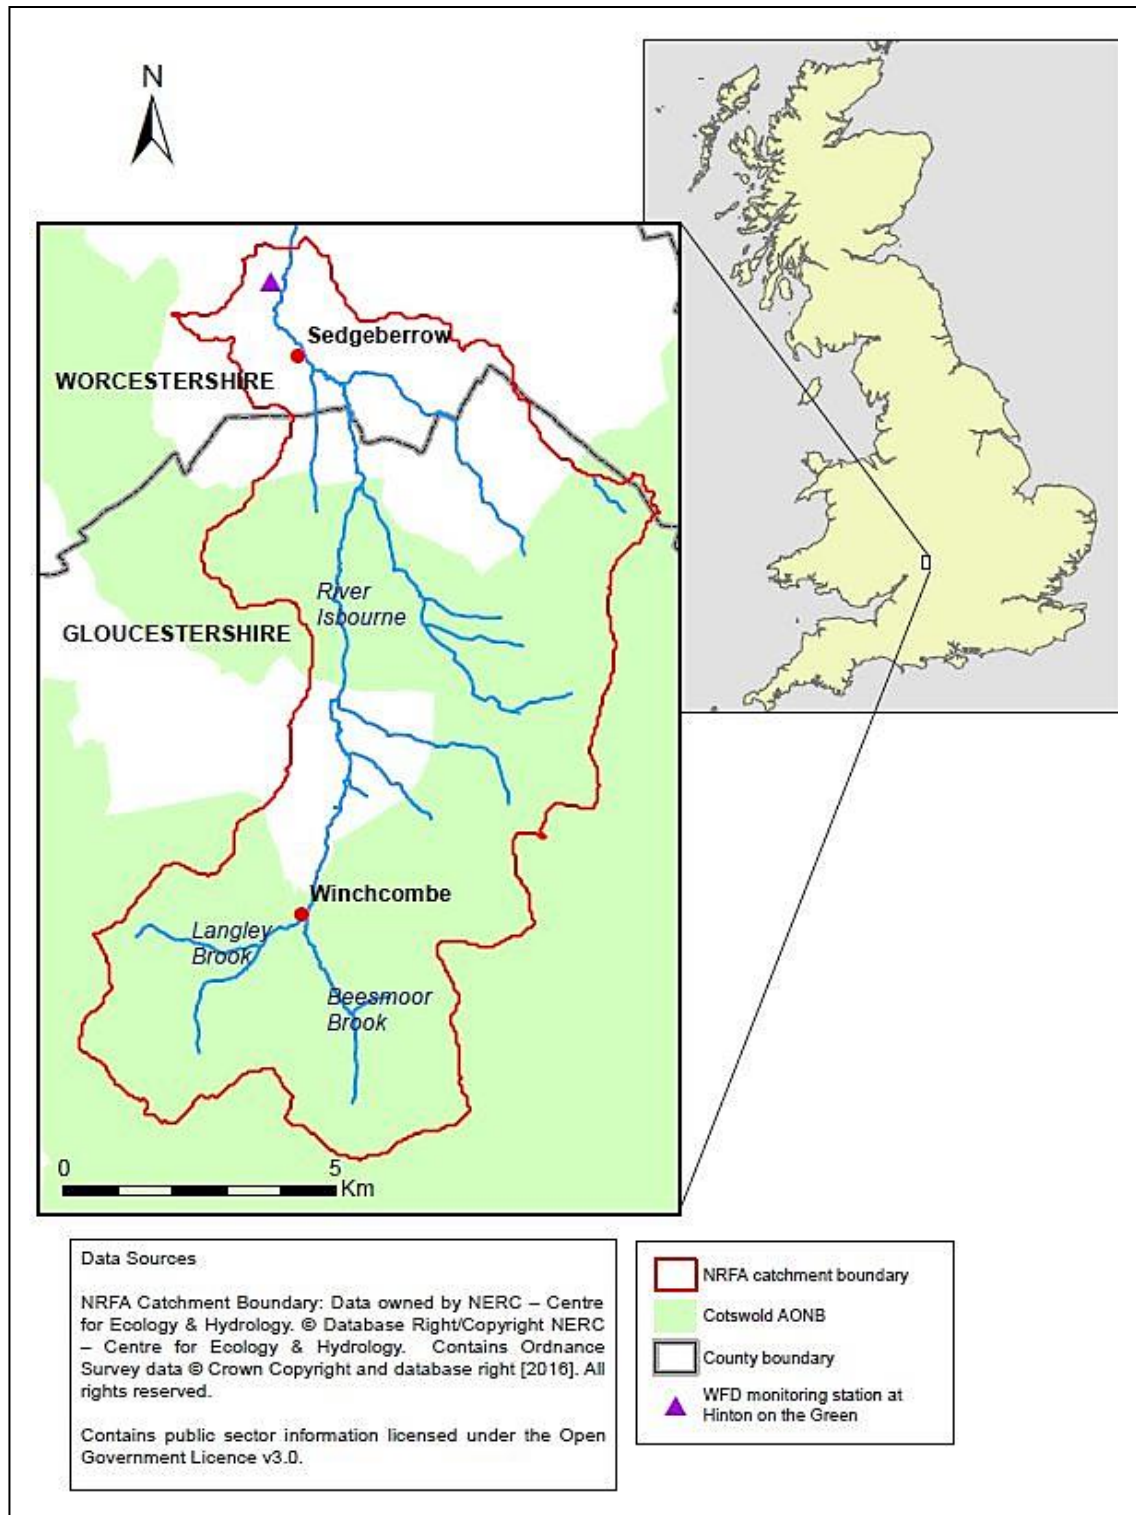 N
Sedgeberrow
WORCESTERSHIRE
River
Isbourne
GLOUCESTERSHIRE
Winchcombe
Langley
Brook
Beesmoor
Brook
0 5
Km
Data Sources
NRFA Catchment Boundary: Data owned by NERC – Centre
for Ecology & Hydrology. © Database Right/Copyright NERC
– Centre for Ecology & Hydrology. Contains Ordnance
Survey data © Crown Copyright and database right [2016]. All
rights reserved.
Contains public sector information licensed under the Open
Government Licence v3.0.
NRFA catchment boundary
Cotswold AONB
County boundary
WFD monitoring station at
Hinton on the Green